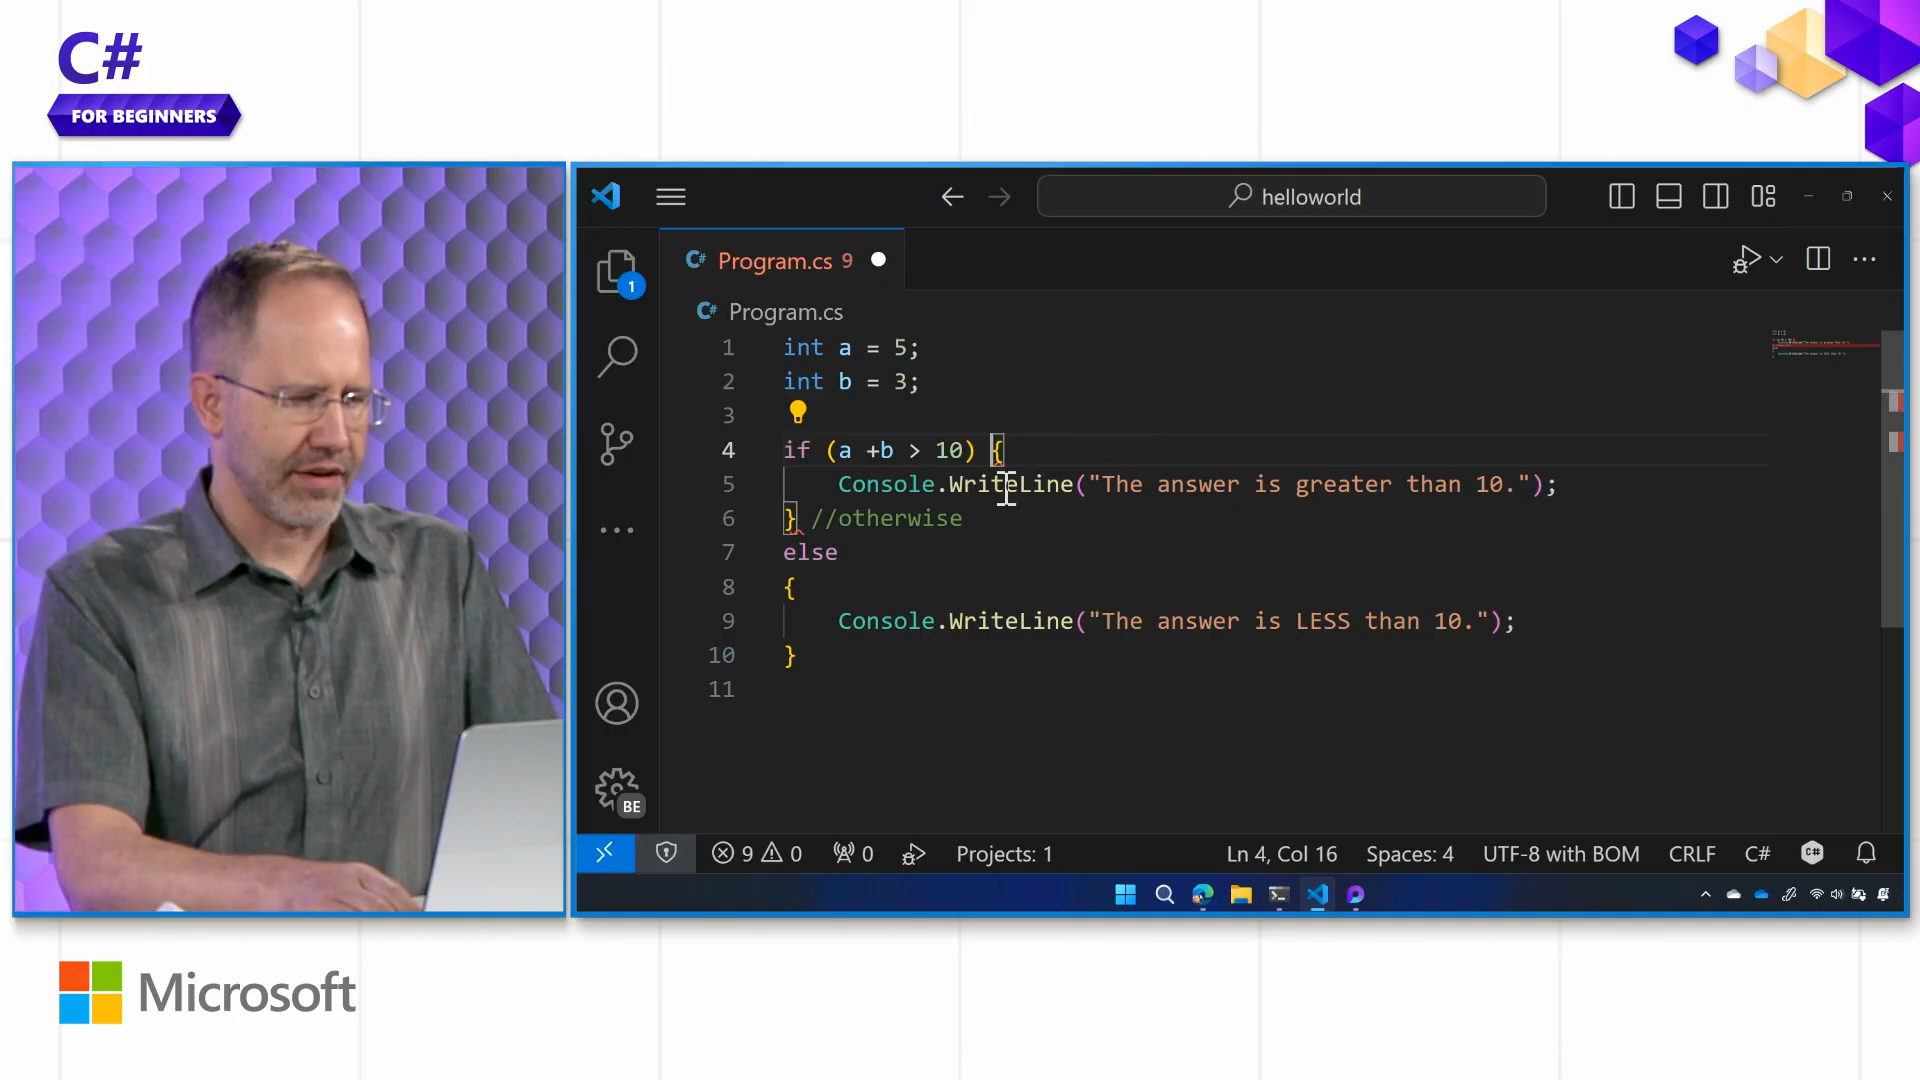 C#
FOR BEGINNERS
helloworld
C# Program.cs 9
C# Program.cs
1
1 int a = 5;
2 int b = 3;
3
4 if (a +b > 10) {
5 Console.WriteLine("The answer is greater than 10.");
6 } //otherwise
7 else
8 {
9 Console.WriteLine("The answer is LESS than 10.");
10 }
11
BE
9 0 0 Projects: 1 Ln 4, Col 16 Spaces: 4 UTF-8 with BOM CRLF C# C#
Microsoft